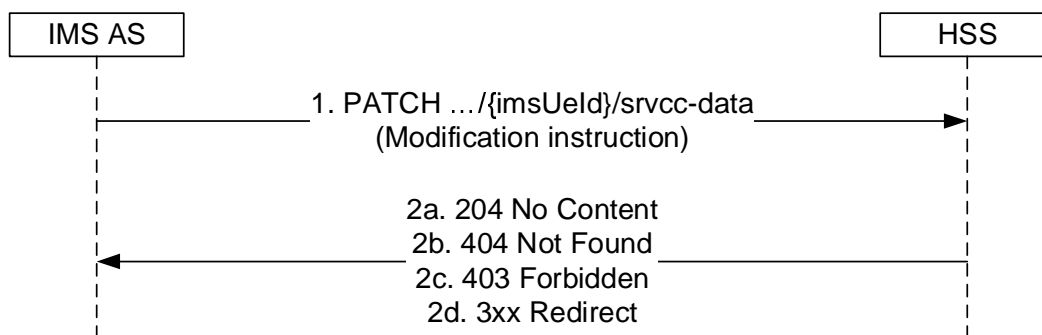 IMS AS
HSS
1. PATCH …/{imsUeId}/srvcc-data
(Modification instruction)
2a. 204 No Content
2b. 404 Not Found
2c. 403 Forbidden
2d. 3xx Redirect